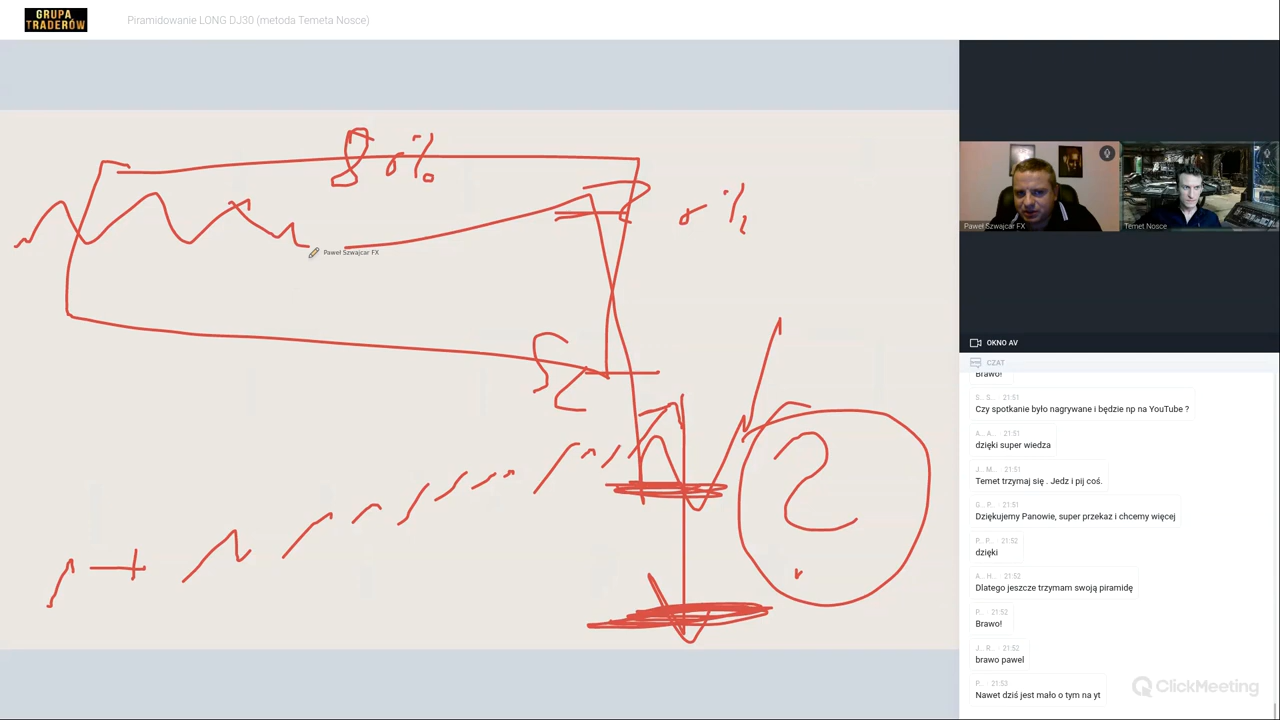 GRUPA
TRADERÓW
Piramidowanie LONG DJ30 (metoda Temeta Nosce)
80%
0%
Paweł Szwajcar FX
Paweł Szwajcar FX
Temet Nosce
OKNO AV
CZAT
Brawo!
S... S... · 21:51
Czy spotkanie było nagrywane i będzie np na YouTube ?
A... A... · 21:51
dzięki super wiedza
J... M... · 21:51
Temet trzymaj się . Jedz i pij coś.
G... P... · 21:51
Dziękujemy Panowie, super przekaz i chcemy więcej
P... P... · 21:52
dzięki
A... H... · 21:52
Dlatego jeszcze trzymam swoją piramidę
P... · 21:52
Brawo!
J... R... · 21:52
brawo pawel
P... · 21:53
Nawet dziś jest mało o tym na yt
ClickMeeting